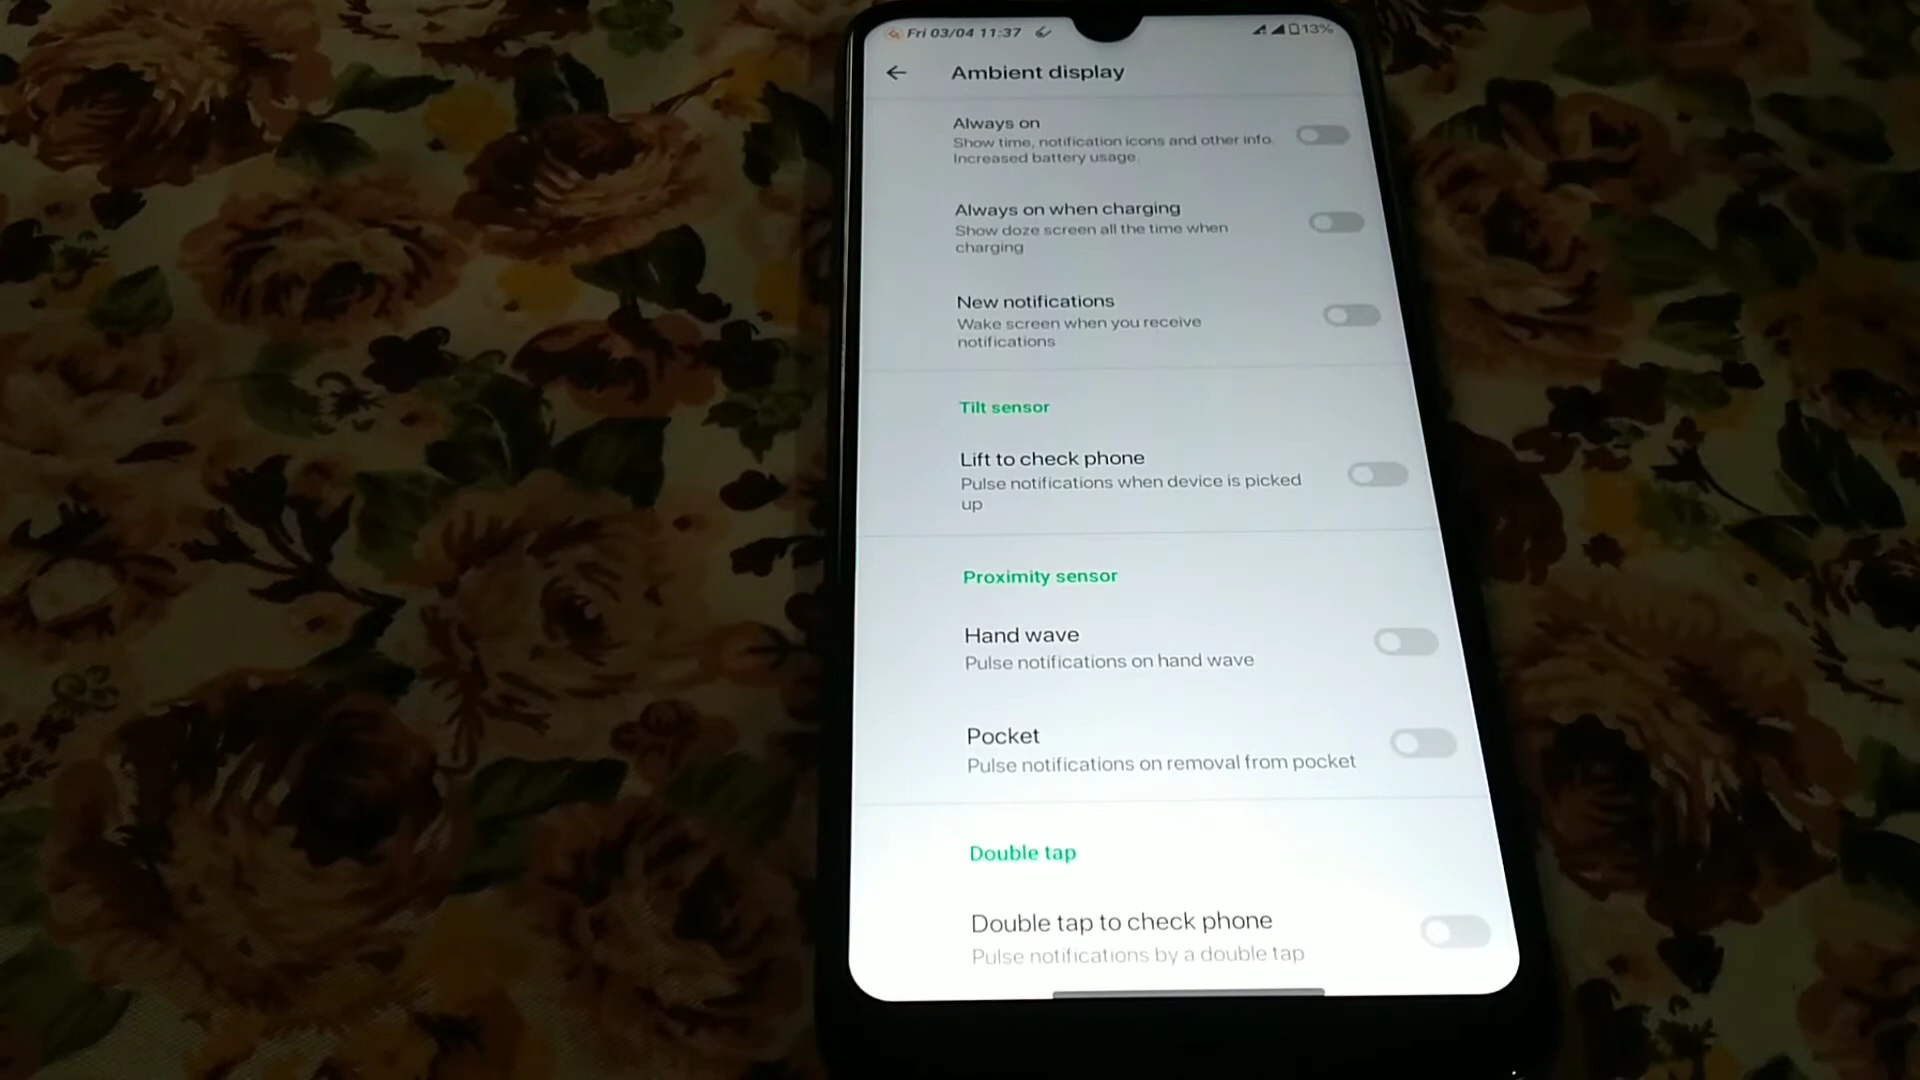 Fri 03/04 11:37
13%
Ambient display
Always on
Show time, notification icons and other info.
Increased battery usage.
Always on when charging
Show doze screen all the time when
charging
New notifications
Wake screen when you receive
notifications
Tilt sensor
Lift to check phone
Pulse notifications when device is picked
up
Proximity sensor
Hand wave
Pulse notifications on hand wave
Pocket
Pulse notifications on removal from pocket
Double tap
Double tap to check phone
Pulse notifications by a double tap